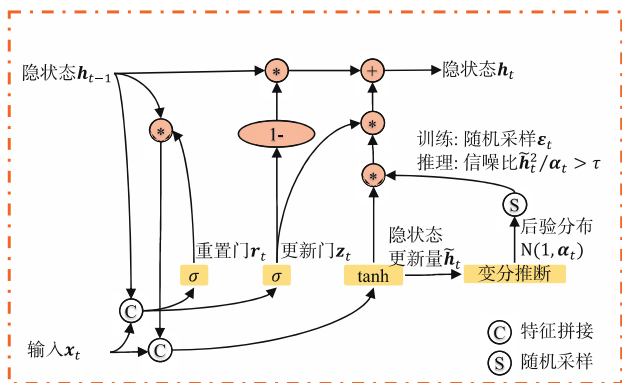 隐状态h_{t−1}
*
+
隐状态h_t
*
1-
*
训练: 随机采样ε_t
推理: 信噪比h̃_t^2/α_t > τ
*
S
重置门r_t
更新门z_t
隐状态
更新量h̃_t
后验分布
N(1, α_t)
σ
σ
tanh
变分推断
C
输入x_t
C
C 特征拼接
S 随机采样